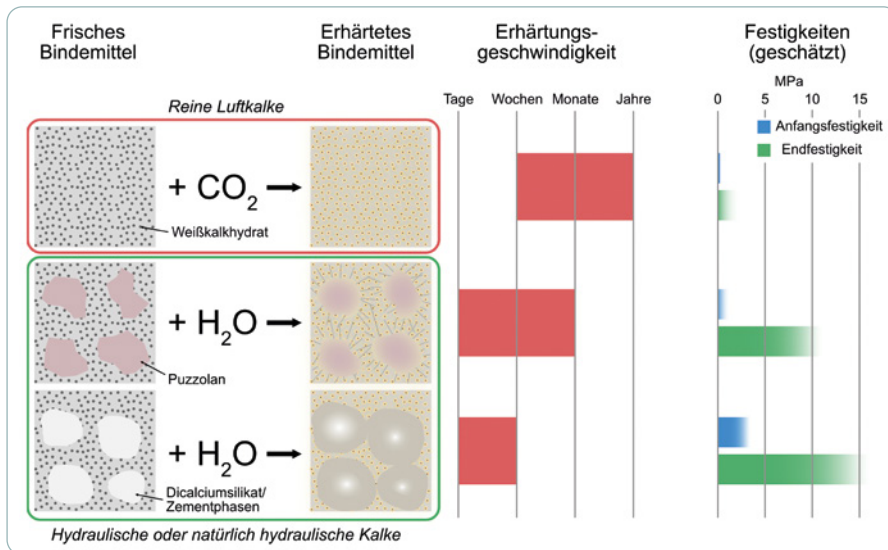 Frisches
Bindemittel
Erhärtetes
Bindemittel
Erhärtungs-
geschwindigkeit
Festigkeiten
(geschätzt)
MPa
Tage
Wochen
Monate
Jahre
0
5
10
15
Anfangsfestigkeit
Endfestigkeit
Reine Luftkalke
+ CO2
Weißkalkhydrat
+ H2O
Puzzolan
+ H2O
Dicalciumsilikat/
Zementphasen
Hydraulische oder natürlich hydraulische Kalke